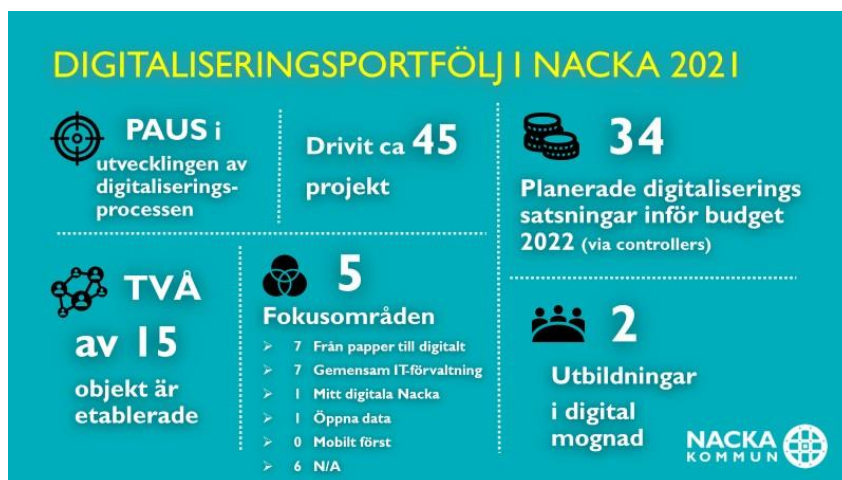 DIGITALISERINGSPORTFÖLJ I NACKA 2021
PAUS i
utvecklingen av
digitaliserings-
processen
Drivit ca 45
projekt
34
Planerade digitaliserings
satsningar inför budget
2022 (via controllers)
TVÅ
av 15
objekt är
etablerade
5
Fokusområden
➢ 7 Från papper till digitalt
➢ 7 Gemensam IT-förvaltning
➢ 1 Mitt digitala Nacka
➢ 1 Öppna data
➢ 0 Mobilt först
➢ 6 N/A
2
Utbildningar
i digital
mognad
NACKA
KOMMUN